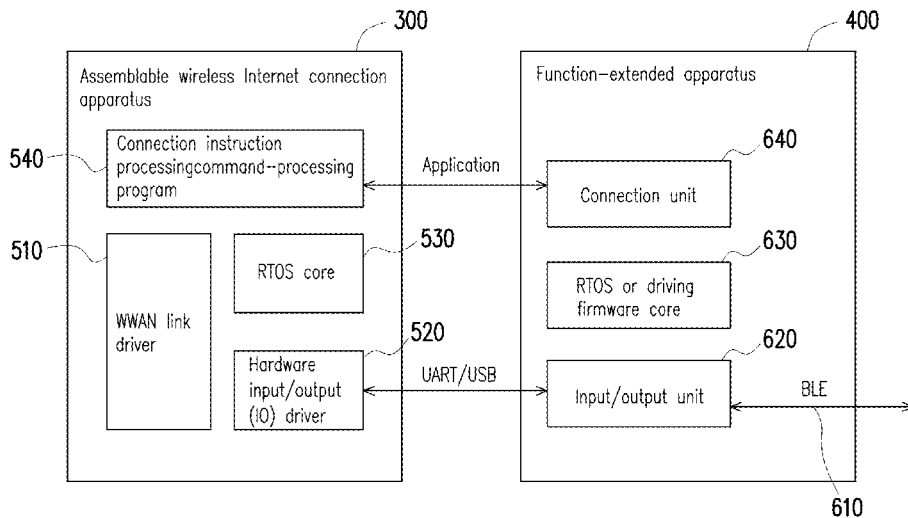 300
400
Assemblable wireless Internet connection
apparatus
Function-extended apparatus
540
Connection instruction
processingcommand-processing
program
Application
640
Connection unit
510
WWAN link
driver
530
RTOS core
630
RTOS or driving
firmware core
520
Hardware
input/output
(IO) driver
UART/USB
620
Input/output unit
BLE
610